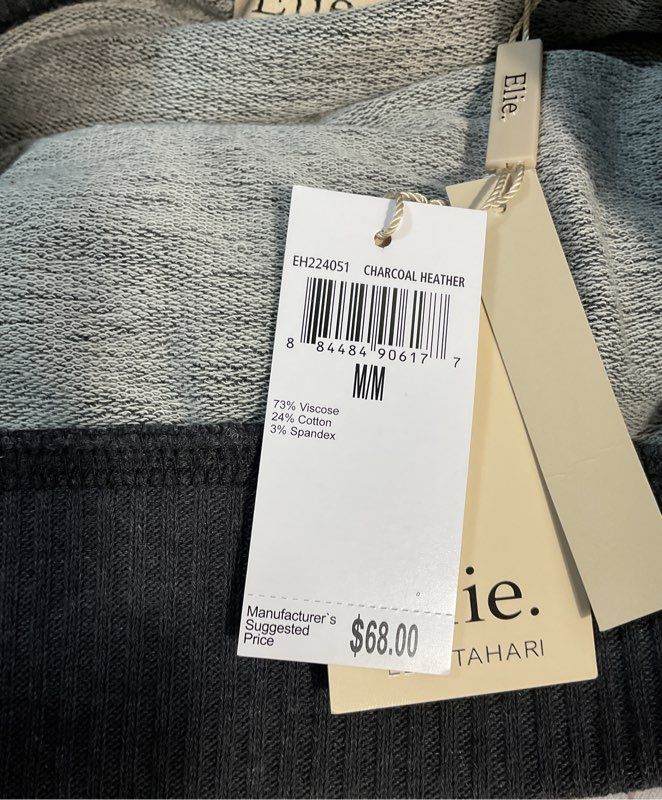 Elie.
EH224051 CHARCOAL HEATHER
8 84484 90617 7
M/M
73% Viscose
24% Cotton
3% Spandex
Manufacturer`s
Suggested
Price
$68.00
ie.
TAHARI